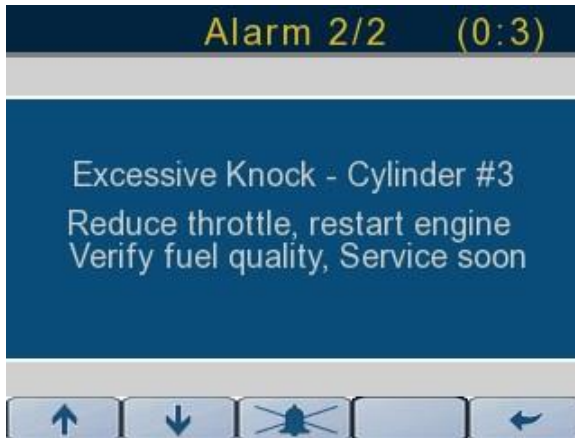 Alarm 2/2 (0:3)
Excessive Knock - Cylinder #3
Reduce throttle, restart engine
Verify fuel quality, Service soon